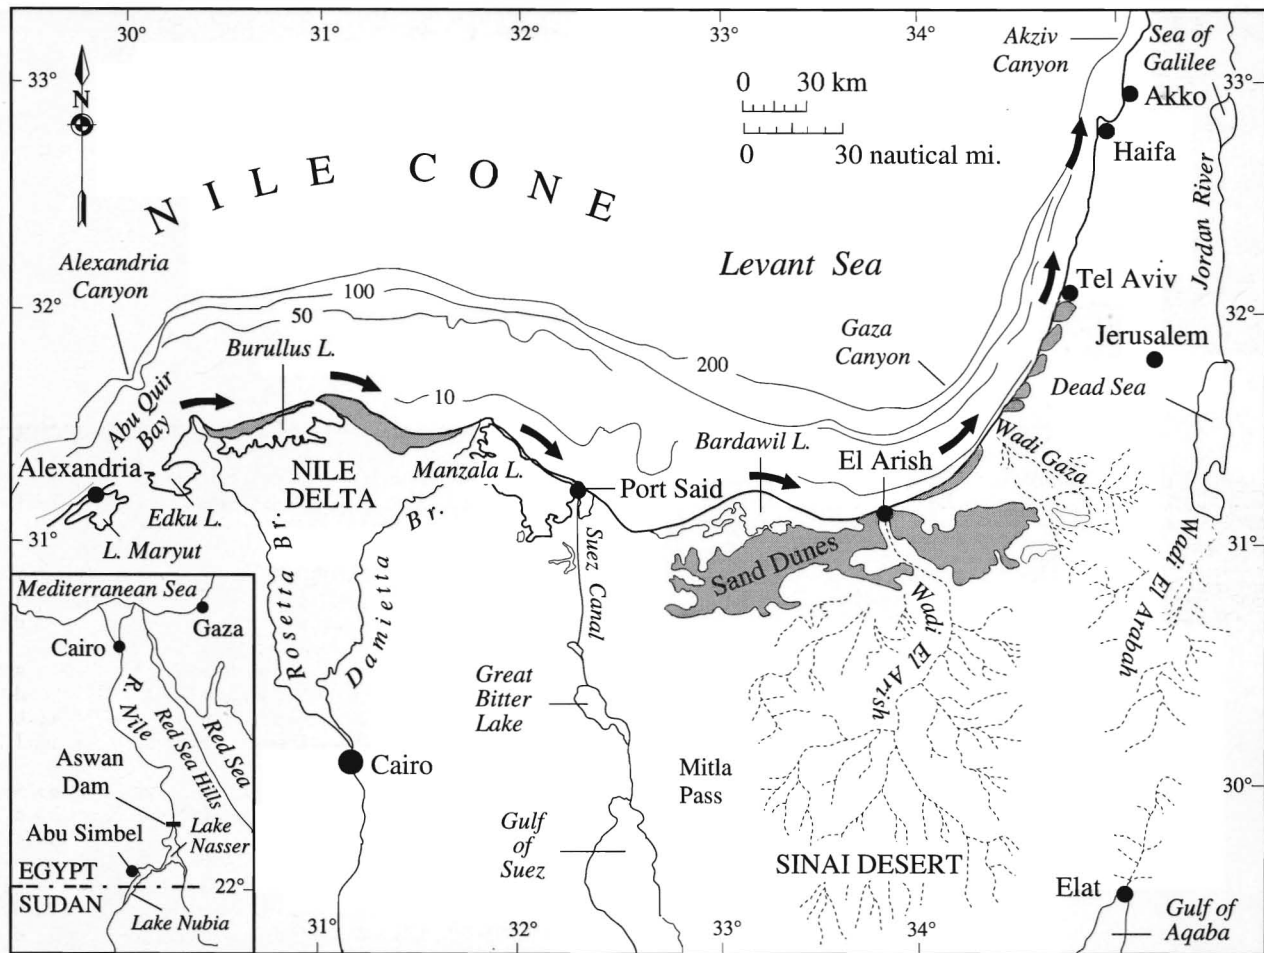 30°
31°
32°
33°
34°
Akziv
Canyon
Sea of
Galilee
33°
33°
N
0 30 km
0 30 nautical mi.
Akko
Haifa
NILE CONE
Jordan River
Alexandria
Canyon
Levant Sea
Tel Aviv
32°
32°
100
50
Burullus L.
Gaza
Canyon
Jerusalem
200
Dead Sea
Abu Quir
Bay
10
Bardawil L.
Wadi Gaza
Alexandria
NILE
DELTA
Manzala L.
Port Said
El Arish
Edku L.
L. Maryut
31°
31°
Rosetta Br.
Damietta Br.
Suez Canal
Sand Dunes
Wadi El Arish
Wadi El Arabah
Mediterranean Sea
Gaza
Cairo
R. Nile
Red Sea Hills
Red Sea
Aswan
Dam
Abu Simbel
Lake
Nasser
EGYPT
SUDAN
22°
Lake Nubia
Great
Bitter
Lake
Cairo
Mitla
Pass
30°
Gulf
of
Suez
SINAI DESERT
Elat
Gulf of
Aqaba
31°
32°
33°
34°